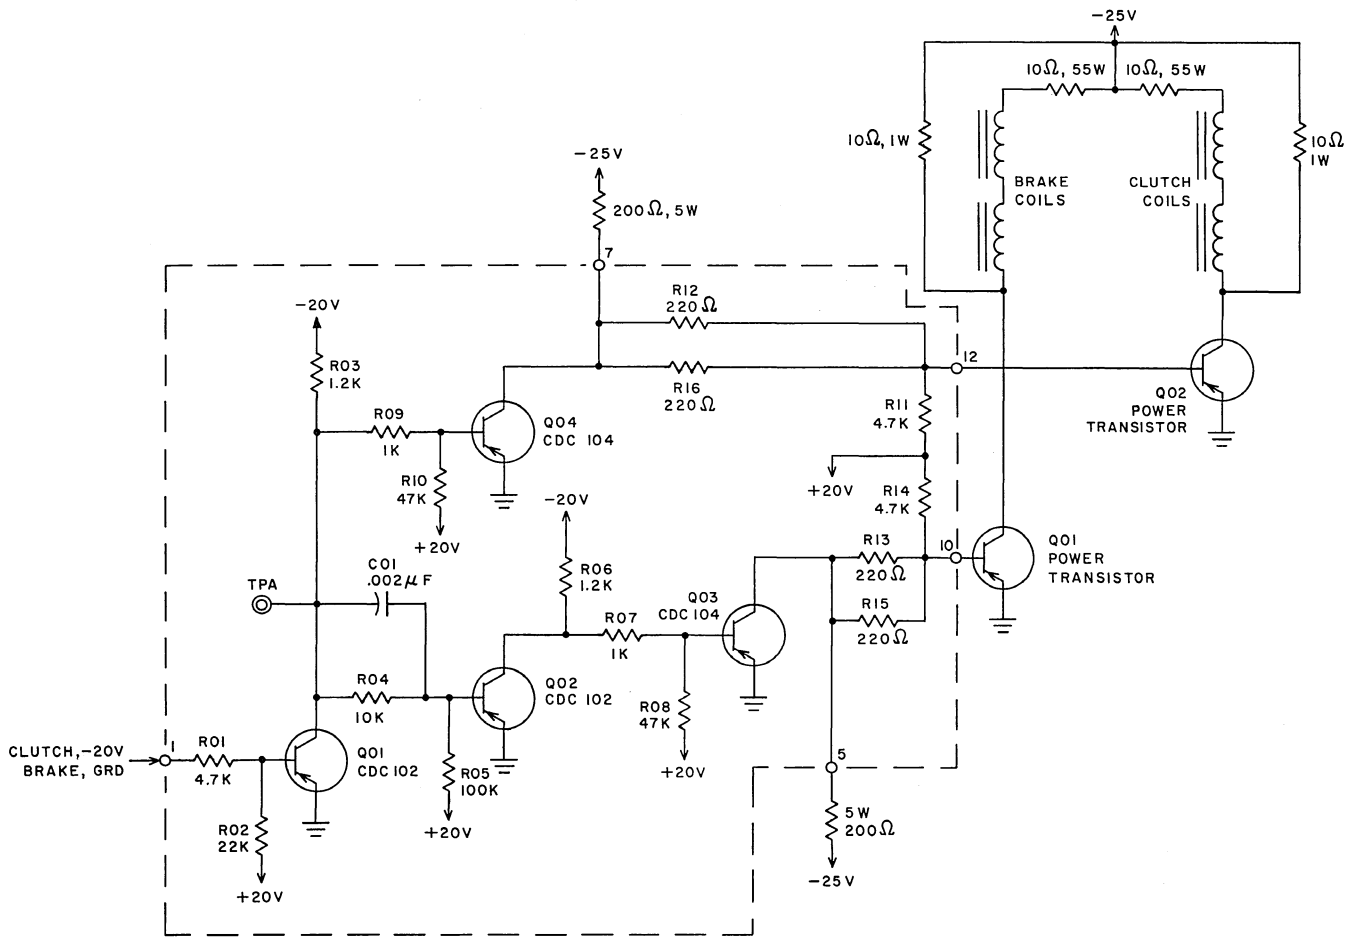 −25V
10Ω, 55W
10Ω, 55W
10Ω, 1W
10Ω
1W
BRAKE
COILS
CLUTCH
COILS
−25V
200Ω, 5W
7
R12
220Ω
−20V
R03
1.2K
R16
220Ω
12
Q02
POWER
TRANSISTOR
R09
1K
Q04
CDC 104
R11
4.7K
R10
47K
+20V
+20V
R14
4.7K
−20V
R13
220Ω
10
Q01
POWER
TRANSISTOR
C01
.002μF
R06
1.2K
TPA
Q03
CDC 104
R15
220Ω
R07
1K
R04
10K
Q02
CDC 102
R08
47K
+20V
CLUTCH,−20V
BRAKE, GRD
1
R01
4.7K
Q01
CDC 102
R05
100K
+20V
5
5W
200Ω
−25V
R02
22K
+20V